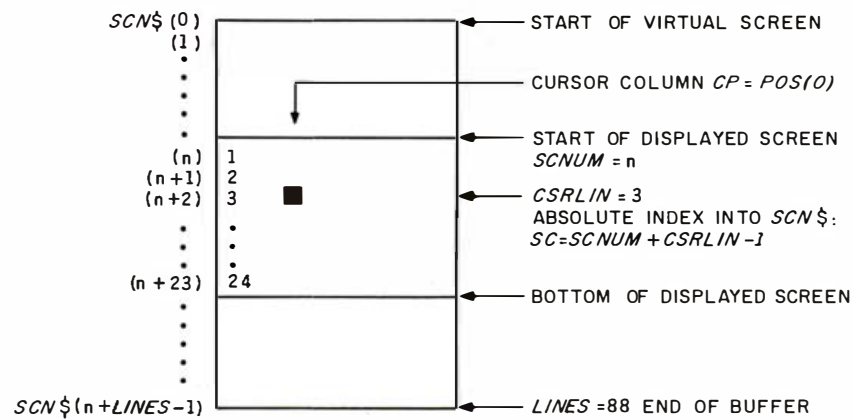 SCN$(0) START OF VIRTUAL SCREEN
(1)
CURSOR COLUMN CP = POS(0)
START OF DISPLAYED SCREEN
(n) 1 SCNUM = n
(n+1) 2
(n+2) 3 CSRLIN = 3
ABSOLUTE INDEX INTO SCN$:
SC=SCNUM+CSRLIN-1
(n+23) 24
BOTTOM OF DISPLAYED SCREEN
SCN$(n+LINES-1) LINES=88 END OF BUFFER